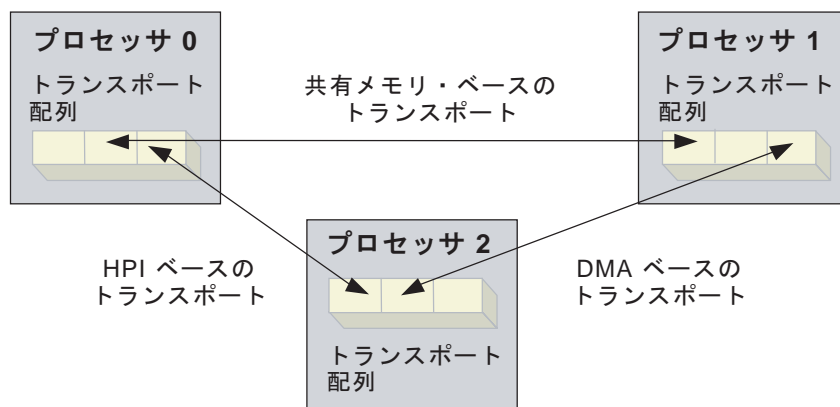 プロセッサ 0
トランスポート
配列
共有メモリ・ベースの
トランスポート
プロセッサ 1
トランスポート
配列
HPI ベースの
トランスポート
プロセッサ 2
トランスポート
配列
DMA ベースの
トランスポート